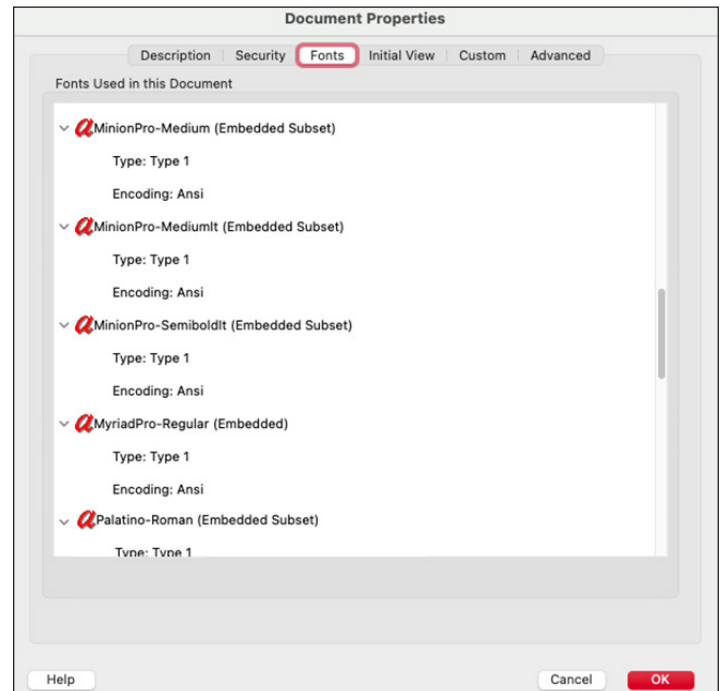 Document Properties
Description Security Fonts Initial View Custom Advanced
Fonts Used in this Document
MinionPro-Medium (Embedded Subset)
Type: Type 1
Encoding: Ansi
MinionPro-MediumIt (Embedded Subset)
Type: Type 1
Encoding: Ansi
MinionPro-SemiboldIt (Embedded Subset)
Type: Type 1
Encoding: Ansi
MyriadPro-Regular (Embedded)
Type: Type 1
Encoding: Ansi
Palatino-Roman (Embedded Subset)
Type: Type 1
Help Cancel OK